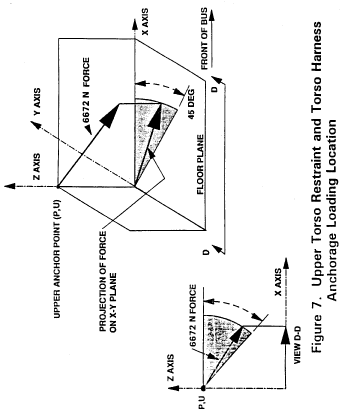 X AXIS
FRONT OF BUS
Y AXIS
6672 N FORCE
Z AXIS
45 DEG
D
UPPER ANCHOR POINT (P,U)
FLOOR PLANE
PROJECTION OF FORCE
ON X-Y PLANE
D
Z AXIS
6672 N FORCE
X AXIS
P,U
VIEW D-D
Figure 7. Upper Torso Restraint and Torso Harness
Anchorage Loading Location